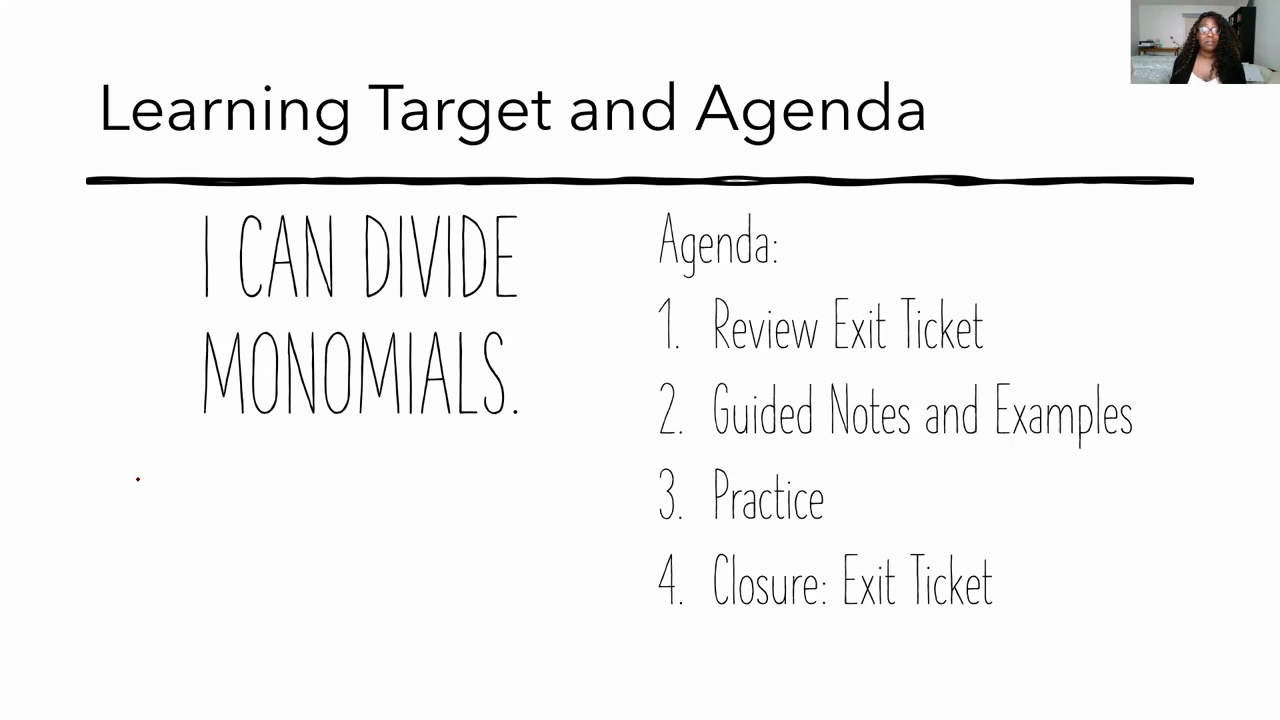 Learning Target and Agenda
I CAN DIVIDE
MONOMIALS.
Agenda:
1. Review Exit Ticket
2. Guided Notes and Examples
3. Practice
4. Closure: Exit Ticket